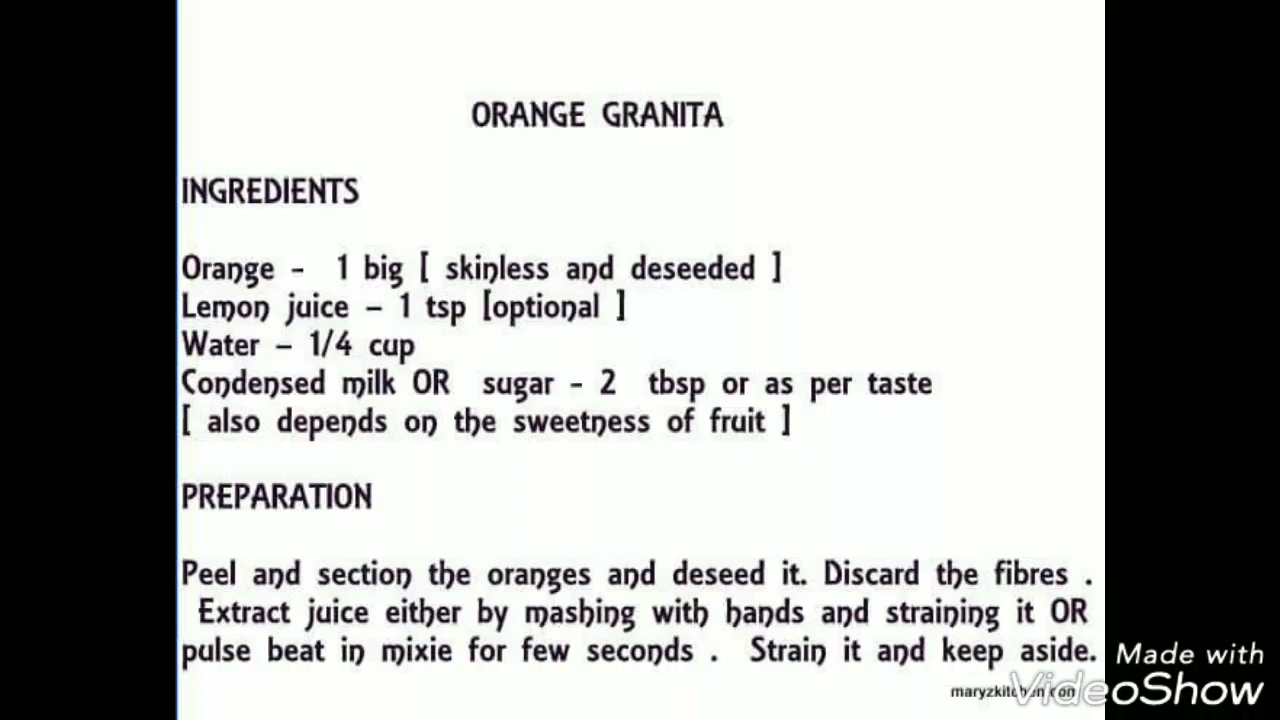 ORANGE GRANITA
INGREDIENTS
Orange - 1 big [ skinless and deseeded ]
Lemon juice – 1 tsp [optional ]
Water – 1/4 cup
Condensed milk OR sugar - 2 tbsp or as per taste
[ also depends on the sweetness of fruit ]
PREPARATION
Peel and section the oranges and deseed it. Discard the fibres .
Extract juice either by mashing with hands and straining it OR
pulse beat in mixie for few seconds . Strain it and keep aside.
Made with
VideoShow
maryzkitchen.com